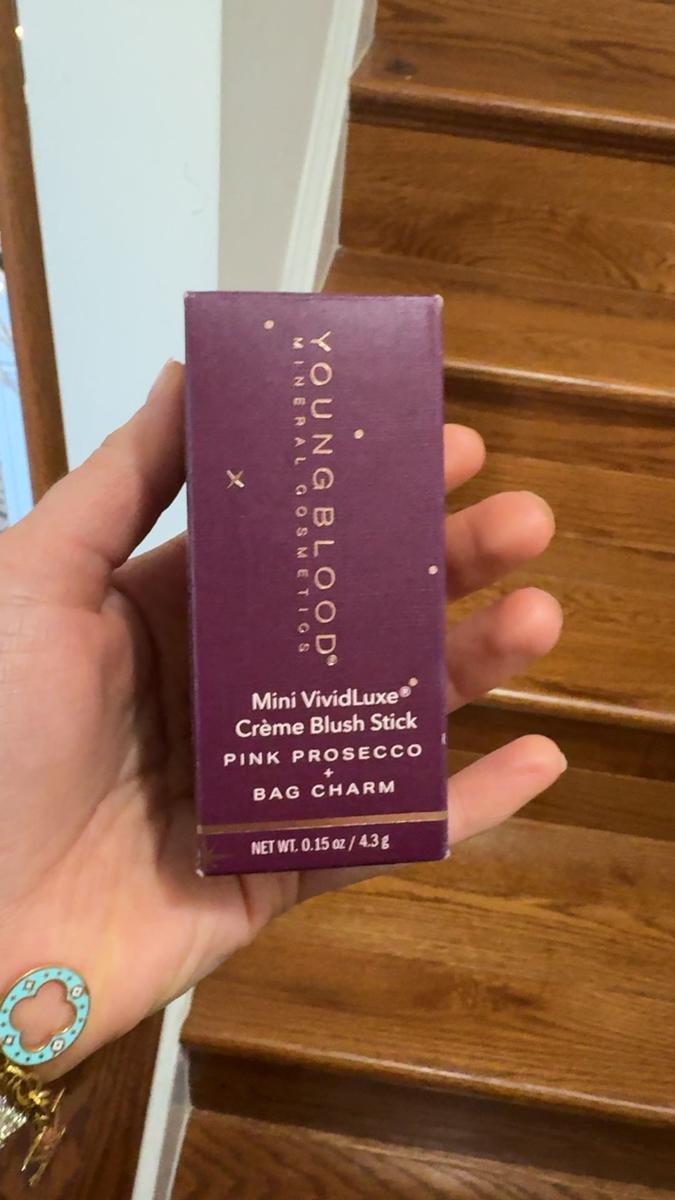 YOUNGBLOOD®
MINERAL COSMETICS
Mini VividLuxe®
Crème Blush Stick
PINK PROSECCO
+
BAG CHARM
NET WT. 0.15 oz / 4.3 g